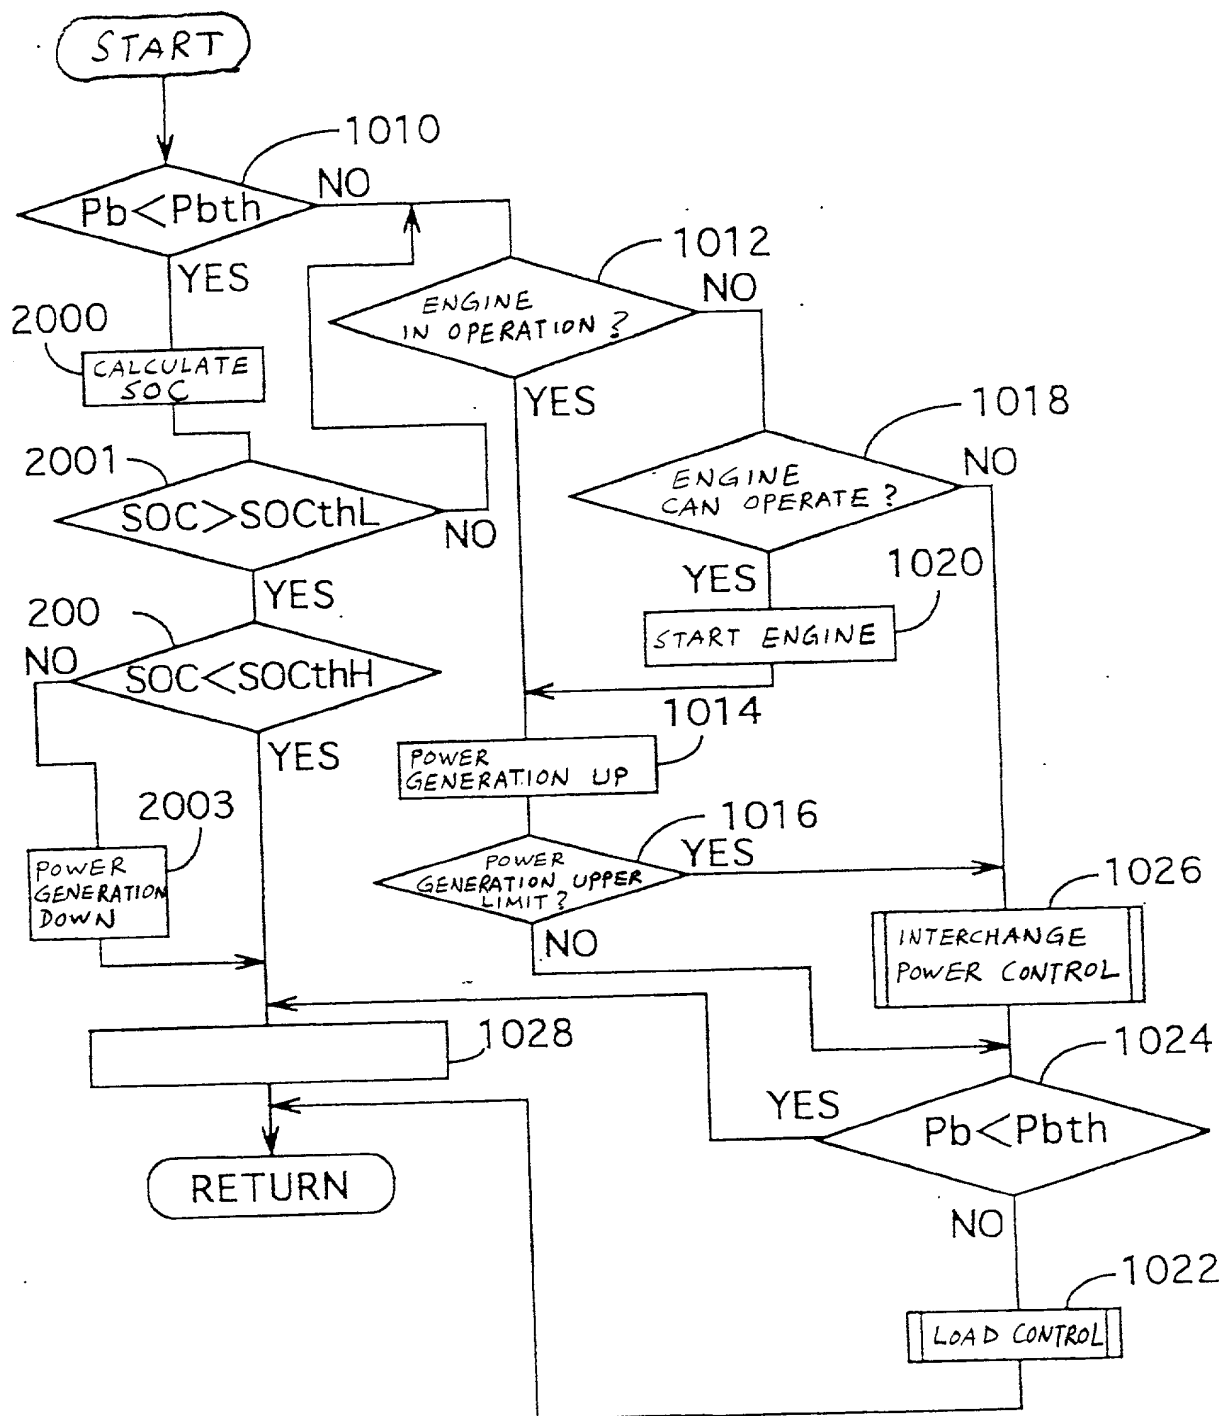 START
1010
Pb<Pbth
NO
YES
1012
ENGINE
IN OPERATION ?
NO
YES
2000
CALCULATE
SOC
1018
ENGINE
CAN OPERATE ?
NO
YES
2001
SOC>SOCthL
NO
YES
1020
START ENGINE
200
NO
SOC<SOCthH
YES
1014
POWER
GENERATION UP
2003
POWER
GENERATION
DOWN
1016
POWER
GENERATION UPPER
LIMIT?
YES
NO
1026
INTERCHANGE
POWER CONTROL
1028
1024
YES
Pb<Pbth
NO
RETURN
1022
LOAD CONTROL